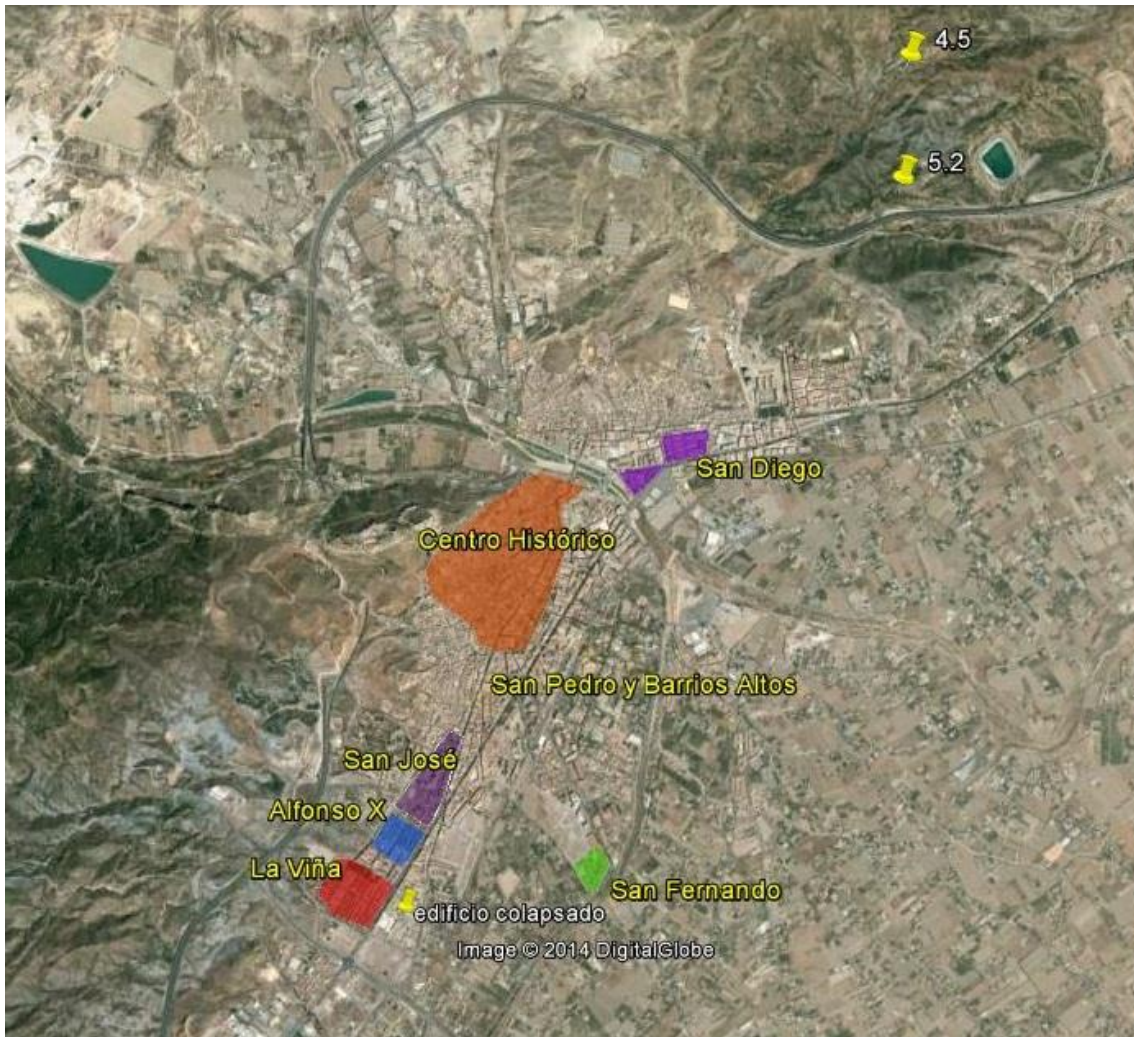 4.5
5.2
San Diego
Centro Histórico
San Pedro y Barrios Altos
San José
Alfonso X
La Viña
San Fernando
edificio colapsado
Image © 2014 DigitalGlobe